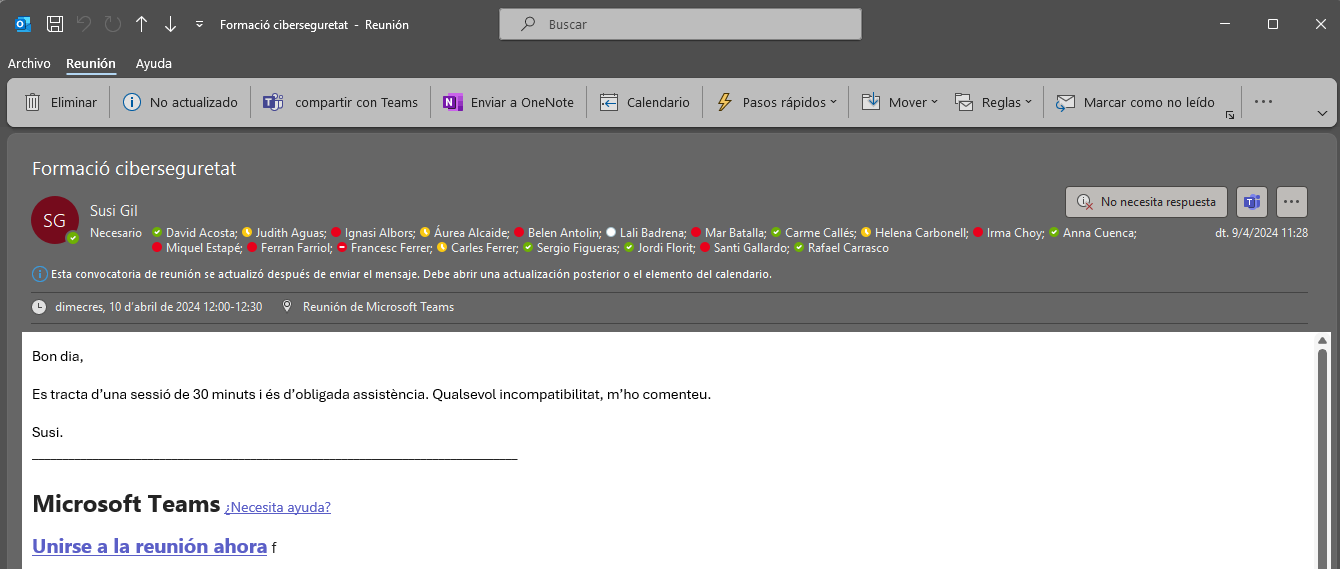 Formació ciberseguretat - Reunión
Buscar
Archivo Reunión Ayuda
Eliminar No actualizado compartir con Teams Enviar a OneNote Calendario Pasos rápidos Mover Reglas Marcar como no leído ...
Formació ciberseguretat
SG
Susi Gil
No necesita respuesta
Necesario David Acosta; Judith Aguas; Ignasi Albors; Áurea Alcaide; Belen Antolin; Lali Badrena; Mar Batalla; Carme Callés; Helena Carbonell; Irma Choy; Anna Cuenca;
dt. 9/4/2024 11:28
Miquel Estapé; Ferran Farriol; Francesc Ferrer; Carles Ferrer; Sergio Figueras; Jordi Florit; Santi Gallardo; Rafael Carrasco
Esta convocatoria de reunión se actualizó después de enviar el mensaje. Debe abrir una actualización posterior o el elemento del calendario.
dimecres, 10 d'abril de 2024 12:00-12:30 Reunión de Microsoft Teams
Bon dia,
Es tracta d'una sessió de 30 minuts i és d'obligada assistència. Qualsevol incompatibilitat, m'ho comenteu.
Susi.
Microsoft Teams ¿Necesita ayuda?
Unirse a la reunión ahora f